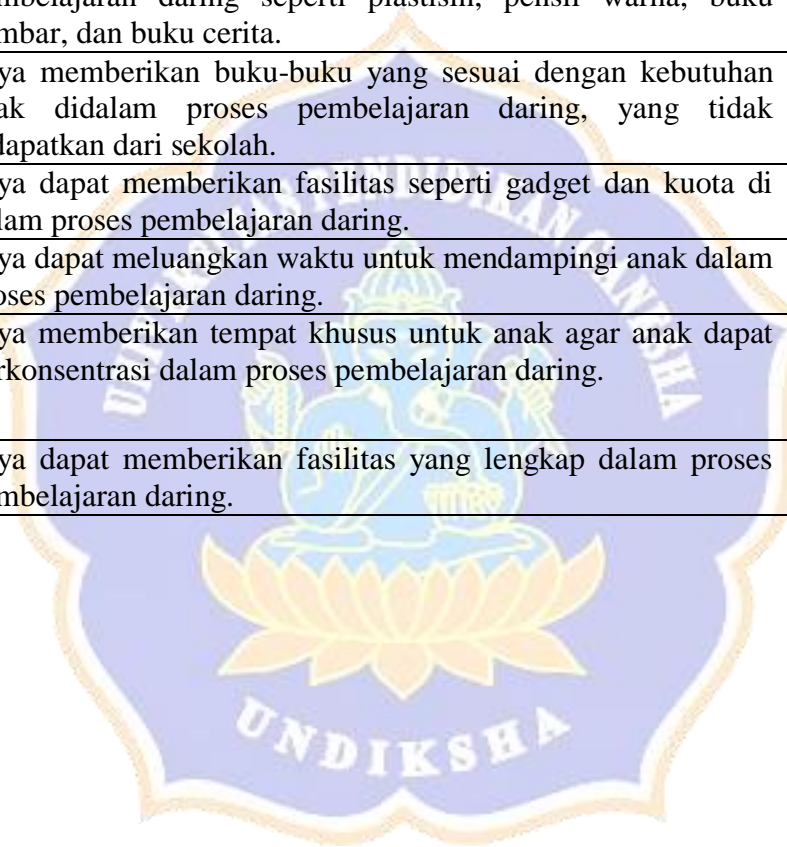 mbelajaran daring seperti plastisin, pensil warna, buku
mbar, dan buku cerita.
ya memberikan buku-buku yang sesuai dengan kebutuhan
ak didalam proses pembelajaran daring, yang tidak
dapatkan dari sekolah.
ya dapat memberikan fasilitas seperti gadget dan kuota di
lam proses pembelajaran daring.
ya dapat meluangkan waktu untuk mendampingi anak dalam
oses pembelajaran daring.
ya memberikan tempat khusus untuk anak agar anak dapat
rkonsentrasi dalam proses pembelajaran daring.
ya dapat memberikan fasilitas yang lengkap dalam proses
mbelajaran daring.
UNIVERSITAS PENDIDIKAN GANESHA
UNDIKSHA